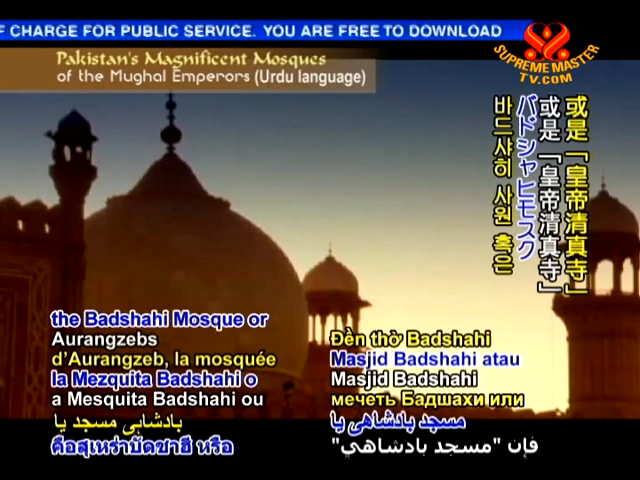 F CHARGE FOR PUBLIC SERVICE. YOU ARE FREE TO DOWNLOAD
Pakistan's Magnificent Mosques
of the Mughal Emperors (Urdu language)
SUPREME MASTER
TV.COM
或是「皇帝清真寺」
或是「皇帝清真寺」
バドシャヒモスク
바드샤히 사원 혹은
the Badshahi Mosque or
Aurangzebs
d'Aurangzeb, la mosquée
la Mezquita Badshahi o
a Mesquita Badshahi ou
بادشاہی مسجد یا
คือสุเหร่าบัดชาฮี หรือ
Đền thờ Badshahi
Masjid Badshahi atau
Masjid Badshahi
мечеть Бадшахи или
مسجد بادشاهی یا
فإن "مسجد بادشاهي"